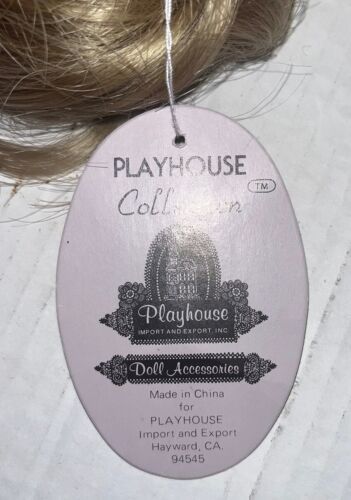 PLAYHOUSE
Collection TM
Playhouse
IMPORT AND EXPORT, INC.
Doll Accessories
Made in China
for
PLAYHOUSE
Import and Export
Hayward, CA.
94545